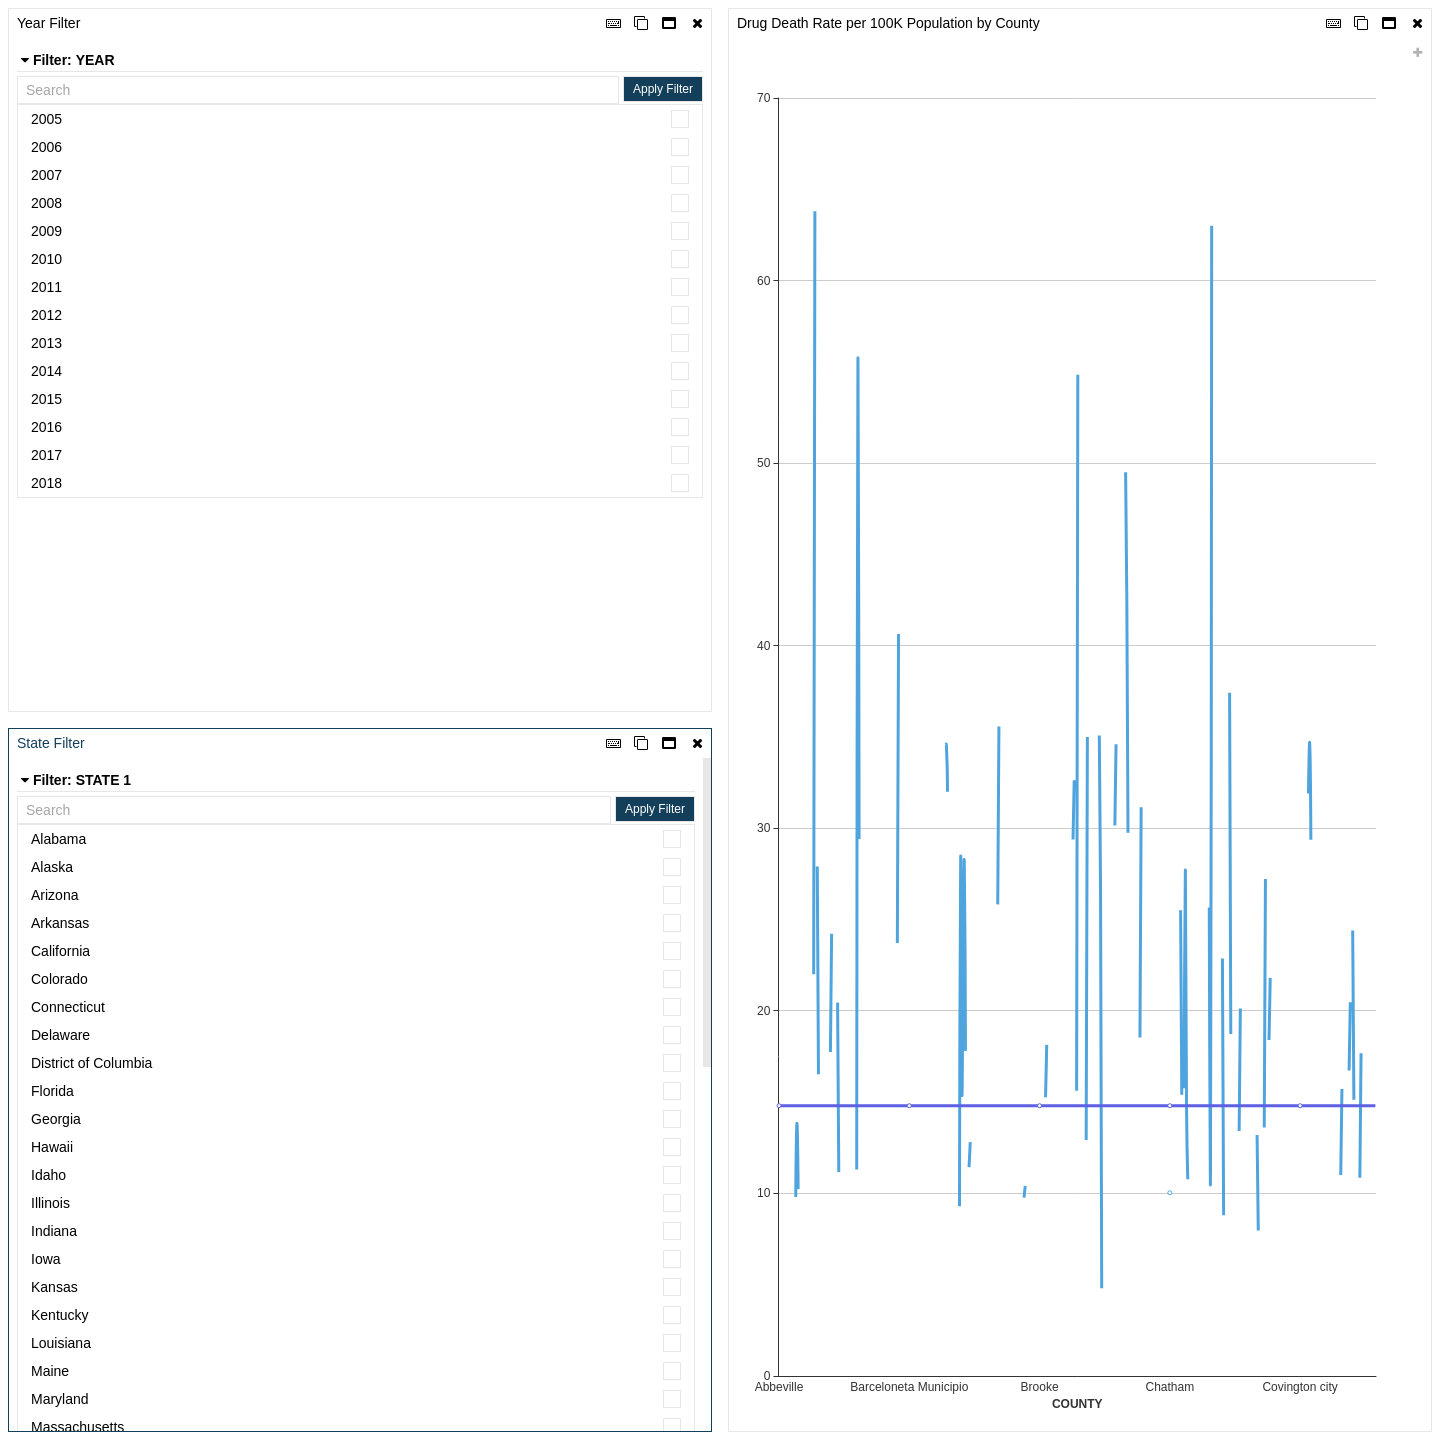 Year Filter
Filter: YEAR
Search
Apply Filter
2005
2006
2007
2008
2009
2010
2011
2012
2013
2014
2015
2016
2017
2018
State Filter
Filter: STATE 1
Search
Apply Filter
Alabama
Alaska
Arizona
Arkansas
California
Colorado
Connecticut
Delaware
District of Columbia
Florida
Georgia
Hawaii
Idaho
Illinois
Indiana
Iowa
Kansas
Kentucky
Louisiana
Maine
Maryland
Massachusetts
Drug Death Rate per 100K Population by County
70
60
50
40
30
20
10
0
Abbeville Barceloneta Municipio Brooke Chatham Covington city
COUNTY